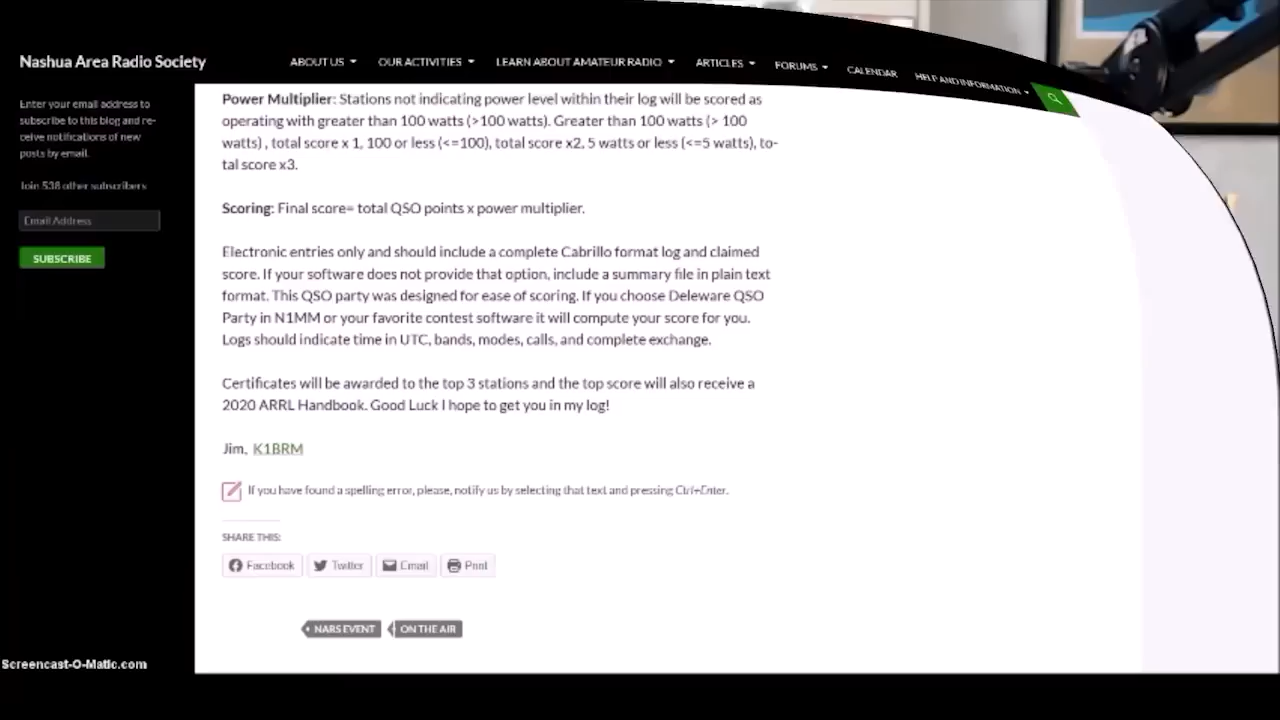 Nashua Area Radio Society
ABOUT US
OUR ACTIVITIES
LEARN ABOUT AMATEUR RADIO
ARTICLES
FORUMS
CALENDAR
HELP AND INFORMATION
Enter your email address to
subscribe to this blog and re-
ceive notifications of new
posts by email.
Join 538 other subscribers
Email Address
SUBSCRIBE
Power Multiplier: Stations not indicating power level within their log will be scored as
operating with greater than 100 watts (>100 watts). Greater than 100 watts (> 100
watts) , total score x 1, 100 or less (<=100), total score x2, 5 watts or less (<=5 watts), to-
tal score x3.
Scoring: Final score= total QSO points x power multiplier.
Electronic entries only and should include a complete Cabrillo format log and claimed
score. If your software does not provide that option, include a summary file in plain text
format. This QSO party was designed for ease of scoring. If you choose Deleware QSO
Party in N1MM or your favorite contest software it will compute your score for you.
Logs should indicate time in UTC, bands, modes, calls, and complete exchange.
Certificates will be awarded to the top 3 stations and the top score will also receive a
2020 ARRL Handbook. Good Luck I hope to get you in my log!
Jim, K1BRM
If you have found a spelling error, please, notify us by selecting that text and pressing Ctrl+Enter.
SHARE THIS:
Facebook
Twitter
Email
Print
NARS EVENT
ON THE AIR
Screencast-O-Matic.com